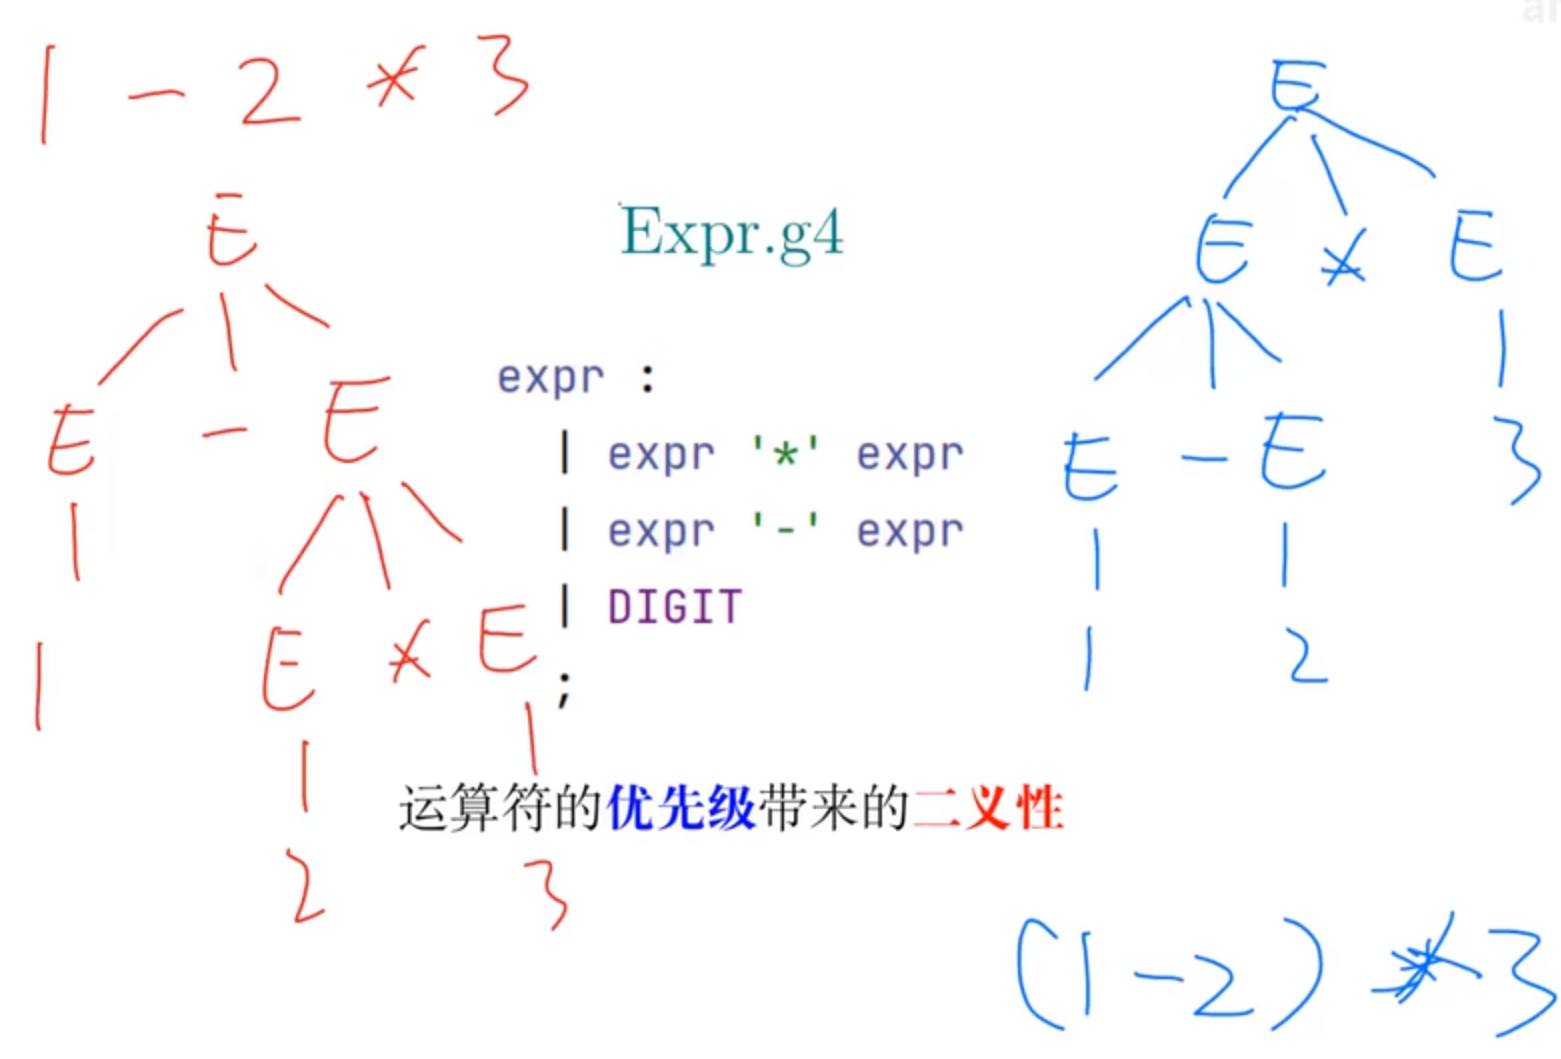 1 - 2 * 3
E
E - E
1
E * E
2
3
Expr.g4
expr :
| expr '*' expr
| expr '-' expr
| DIGIT
;
运算符的优先级带来的二义性
E
E * E
E - E
3
1
2
(1-2) * 3